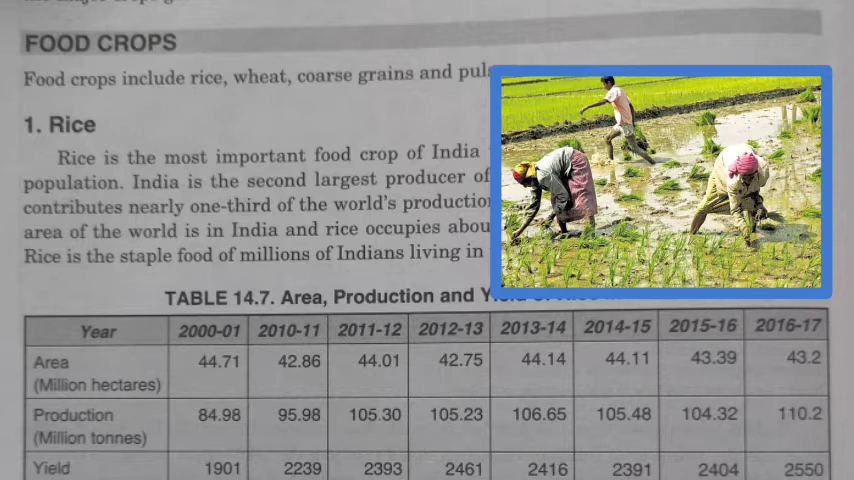 FOOD CROPS
Food crops include rice, wheat, coarse grains and
1. Rice
Rice is the most important food crop of India
population. India is the second largest producer of
contributes nearly one-third of the world's
area of the world is in India and rice occupies
Rice is the staple food of millions of Indians living in
TABLE 14.7. Area, Production and
Year 2000-01 2010-11 2011-12 2012-13 2013-14 2014-15 2015-16 2016-17
Area 44.71 42.86 44.01 42.75 44.14 44.11 43.39 43.2
(Million hectares)
Production 84.98 95.98 105.30 105.23 106.65 105.48 104.32 110.2
(Million tonnes)
Yield 1901 2239 2393 2461 2416 2391 2404 2550